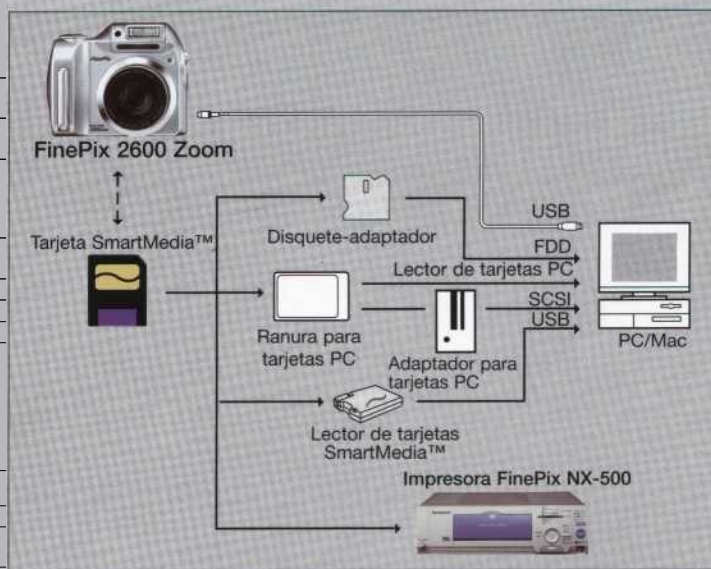 FinePix 2600 Zoom
Tarjeta SmartMedia™
Disquete-adaptador
USB
FDD
Lector de tarjetas PC
SCSI
USB
PC/Mac
Ranura para
tarjetas PC
Adaptador para
tarjetas PC
Lector de tarjetas
SmartMedia™
Impresora FinePix NX-500